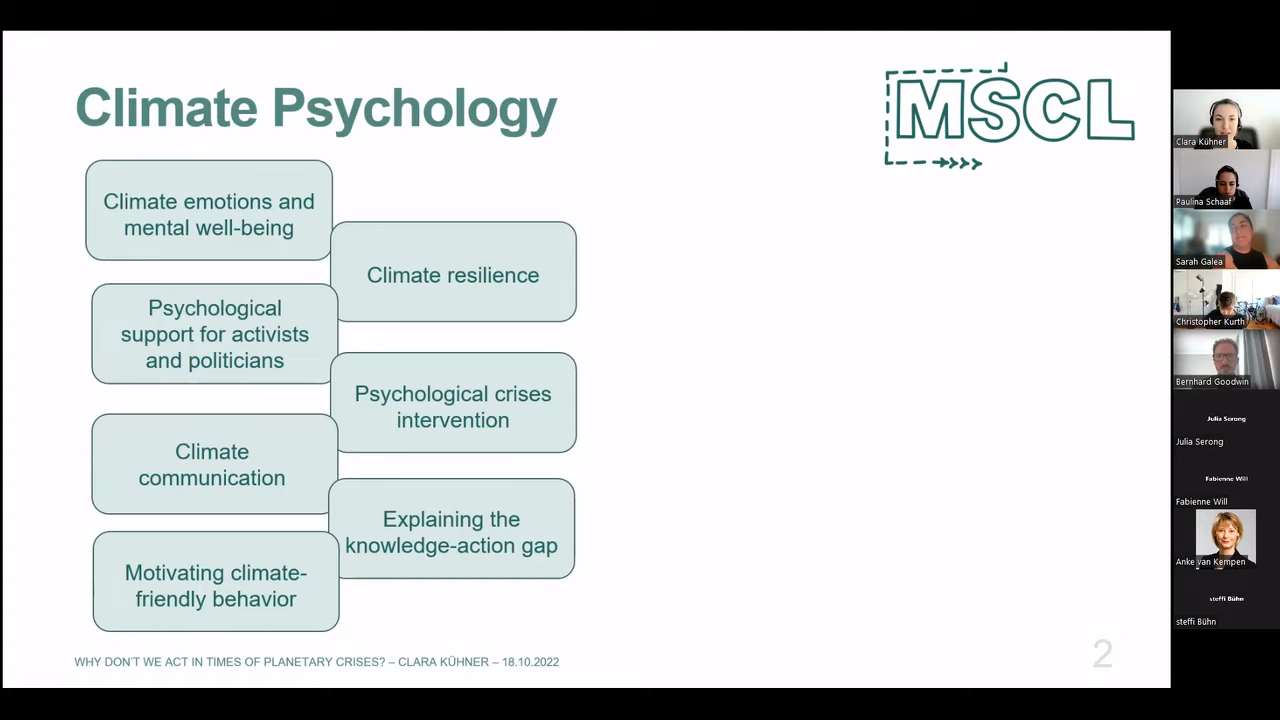 Climate Psychology
MSCL
Climate emotions and
mental well-being
Climate resilience
Psychological
support for activists
and politicians
Psychological crises
intervention
Climate
communication
Explaining the
knowledge-action gap
Motivating climate-
friendly behavior
WHY DON'T WE ACT IN TIMES OF PLANETARY CRISES? – CLARA KÜHNER – 18.10.2022
2
Clara Kühner
Paulina Schaaf
Sarah Galea
Christopher Kurth
Bernhard Goodwin
Julia Serong
Julia Serong
Fabienne Will
Fabienne Will
Anke van Kempen
steffi Bühn
steffi Bühn